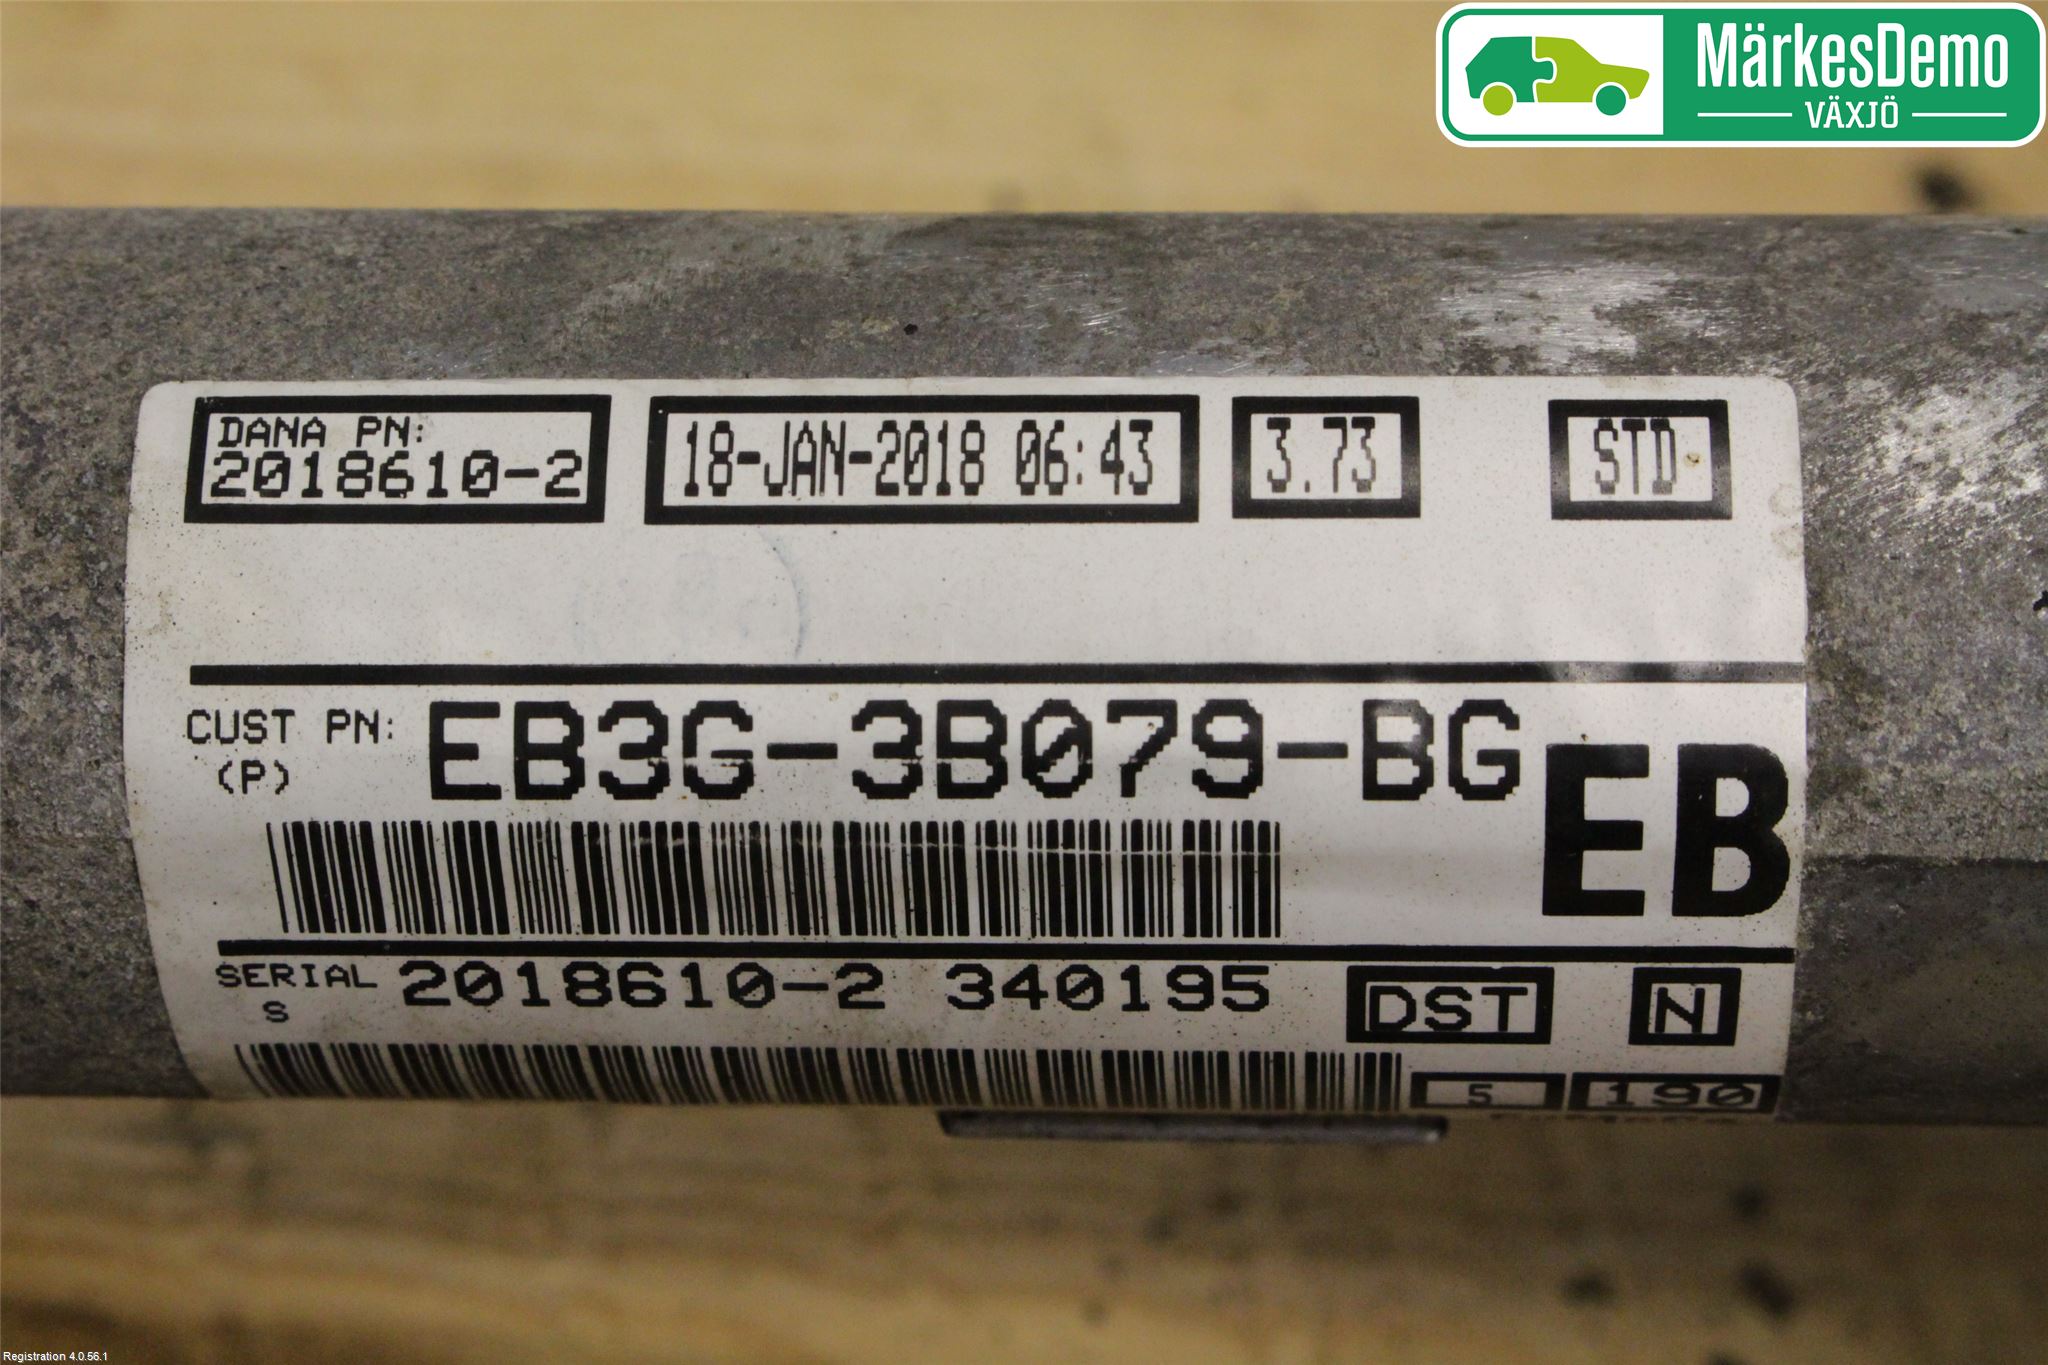 MärkesDemo
VÄXJÖ
DANA PN:
2018610-2
18-JAN-2018 06:43
3.73
STD
CUST PN: EB3G-3B079-BG
(P)
EB
SERIAL 2018610-2 340195
S
DST
N
5
190
Registration 4.0.56.1